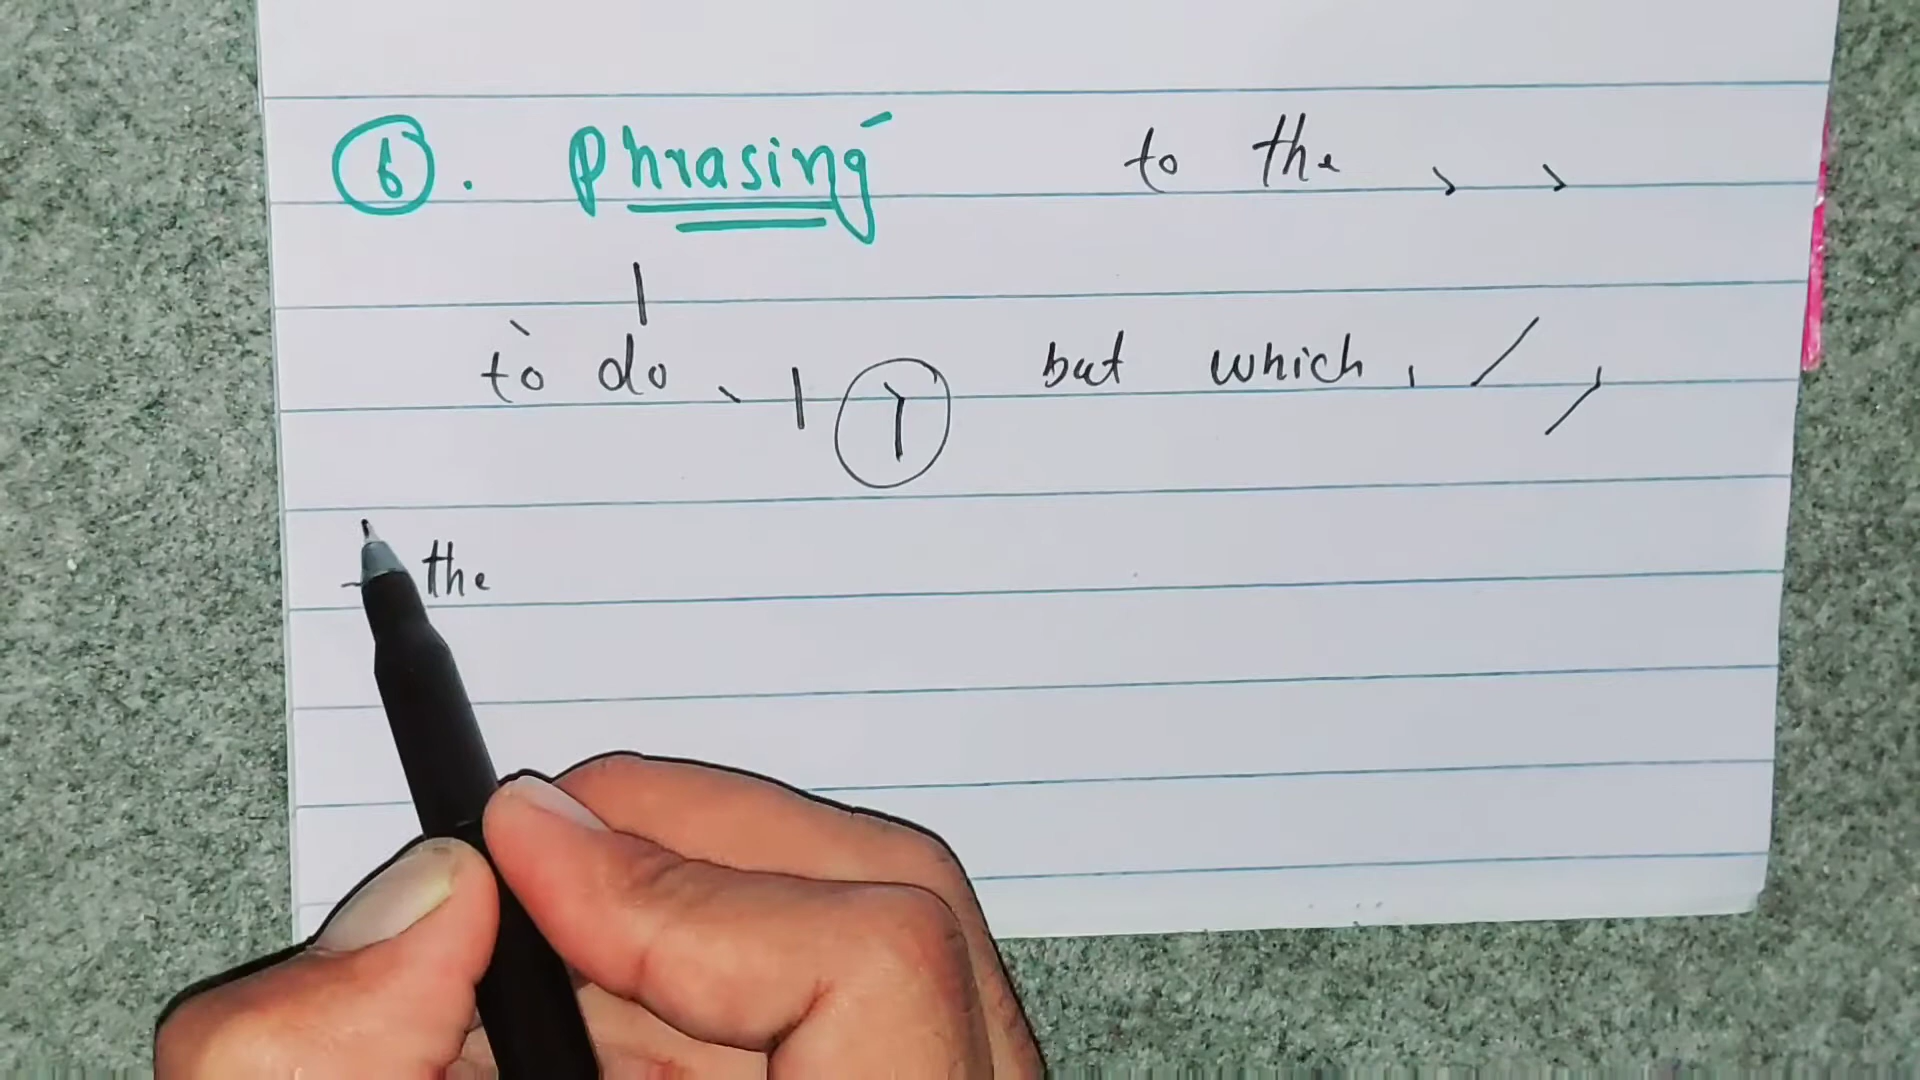 6. Phrasing to the
to do but which,
the